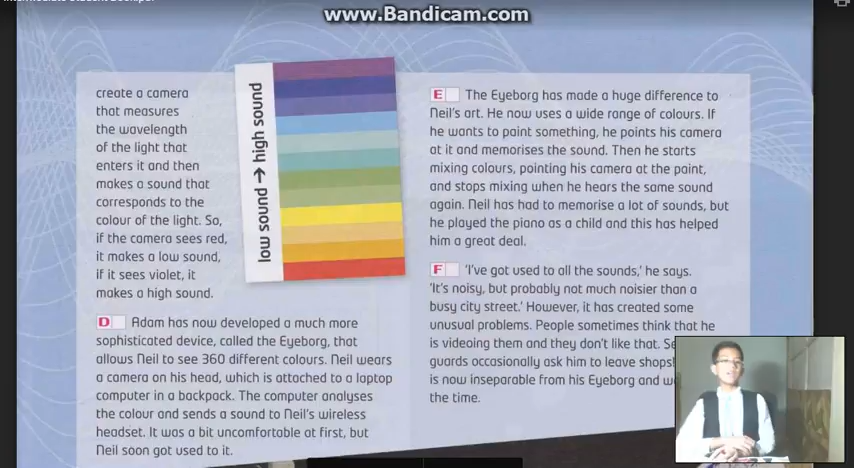 www.Bandicam.com
create a camera
that measures
the wavelength
of the light that
enters it and then
makes a sound that
corresponds to the
colour of the light. So,
if the camera sees red,
it makes a low sound,
if it sees violet, it
makes a high sound.
low sound → high sound
D Adam has now developed a much more
sophisticated device, called the Eyeborg, that
allows Neil to see 360 different colours. Neil wears
a camera on his head, which is attached to a laptop
computer in a backpack. The computer analyses
the colour and sends a sound to Neil's wireless
headset. It was a bit uncomfortable at first, but
Neil soon got used to it.
E The Eyeborg has made a huge difference to
Neil's art. He now uses a wide range of colours. If
he wants to paint something, he points his camera
at it and memorises the sound. Then he starts
mixing colours, pointing his camera at the paint,
and stops mixing when he hears the same sound
again. Neil has had to memorise a lot of sounds, but
he played the piano as a child and this has helped
him a great deal.
F 'I've got used to all the sounds,' he says.
'It's noisy, but probably not much noisier than a
busy city street.' However, it has created some
unusual problems. People sometimes think that he
is videoing them and they don't like that.
guards occasionally ask him to leave shops!
is now inseparable from his Eyeborg and
the time.